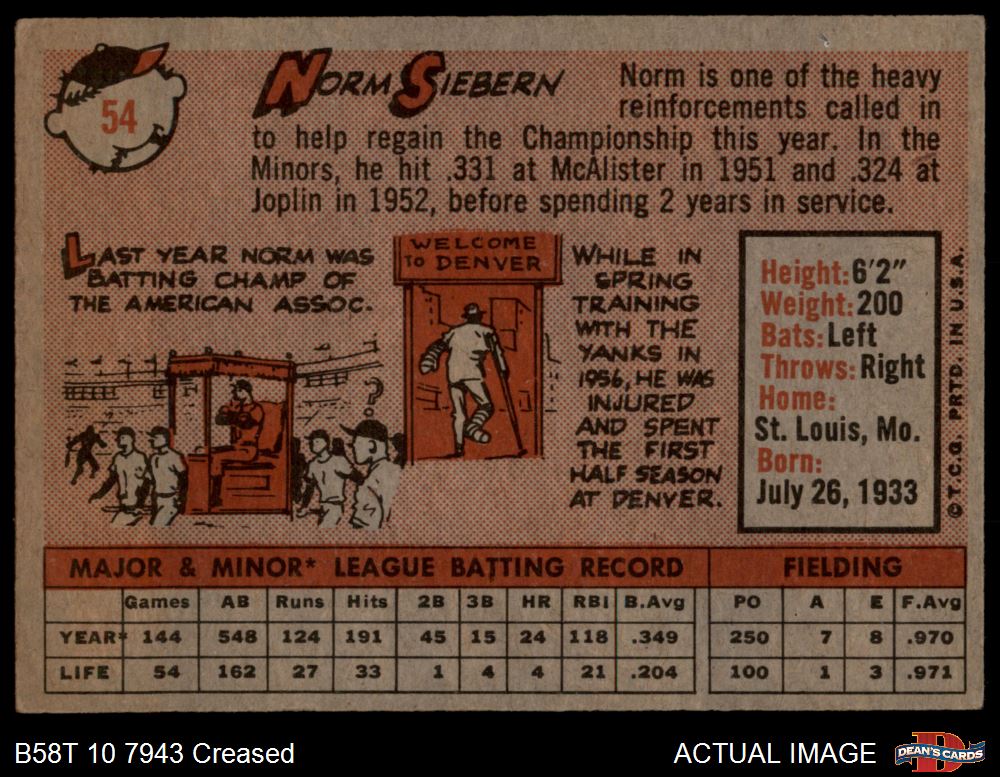 54
NORM SIEBERN
Norm is one of the heavy
reinforcements called in
to help regain the Championship this year. In the
Minors, he hit .331 at McAlister in 1951 and .324 at
Joplin in 1952, before spending 2 years in service.
LAST YEAR NORM WAS
BATTING CHAMP OF
THE AMERICAN ASSOC.
?
WELCOME
TO DENVER
WHILE IN
SPRING
TRAINING
WITH THE
YANKS IN
1956, HE WAS
INJURED
AND SPENT
THE FIRST
HALF SEASON
AT DENVER.
Height: 6'2"
Weight: 200
Bats: Left
Throws: Right
Home:
St. Louis, Mo.
Born:
July 26, 1933
© T.C.G. PRTD. IN U.S.A.
MAJOR & MINOR* LEAGUE BATTING RECORD FIELDING
Games AB Runs Hits 2B 3B HR RBI B.Avg PO A E F.Avg
YEAR* 144 548 124 191 45 15 24 118 .349 250 7 8 .970
LIFE 54 162 27 33 1 4 4 21 .204 100 1 3 .971
B58T 10 7943 Creased ACTUAL IMAGE DEAN'S CARDS